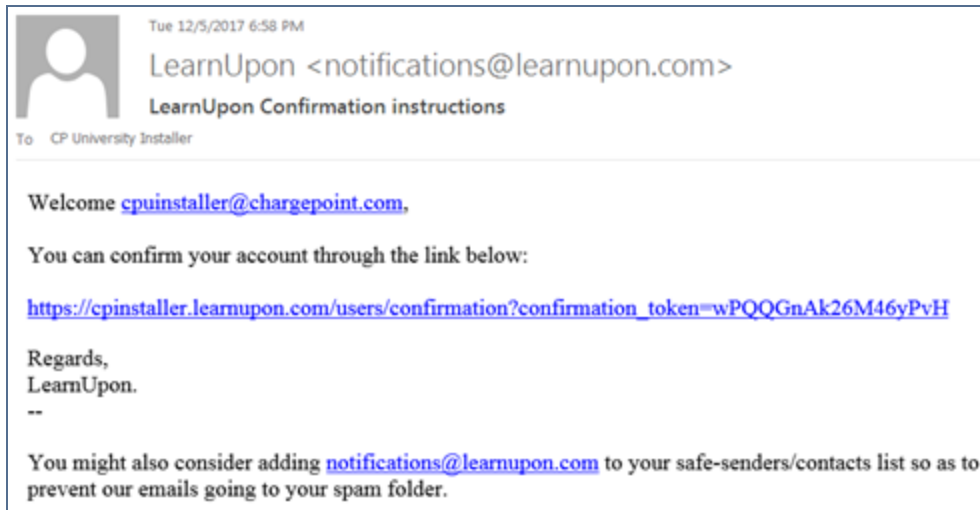 Tue 12/5/2017 6:58 PM
LearnUpon <notifications@learnupon.com>
LearnUpon Confirmation instructions
To CP University Installer
Welcome cpuinstaller@chargepoint.com,
You can confirm your account through the link below:
https://cpinstaller.learnupon.com/users/confirmation?confirmation_token=wPQQGnAk26M46yPvH
Regards,
LearnUpon.
--
You might also consider adding notifications@learnupon.com to your safe-senders/contacts list so as to
prevent our emails going to your spam folder.